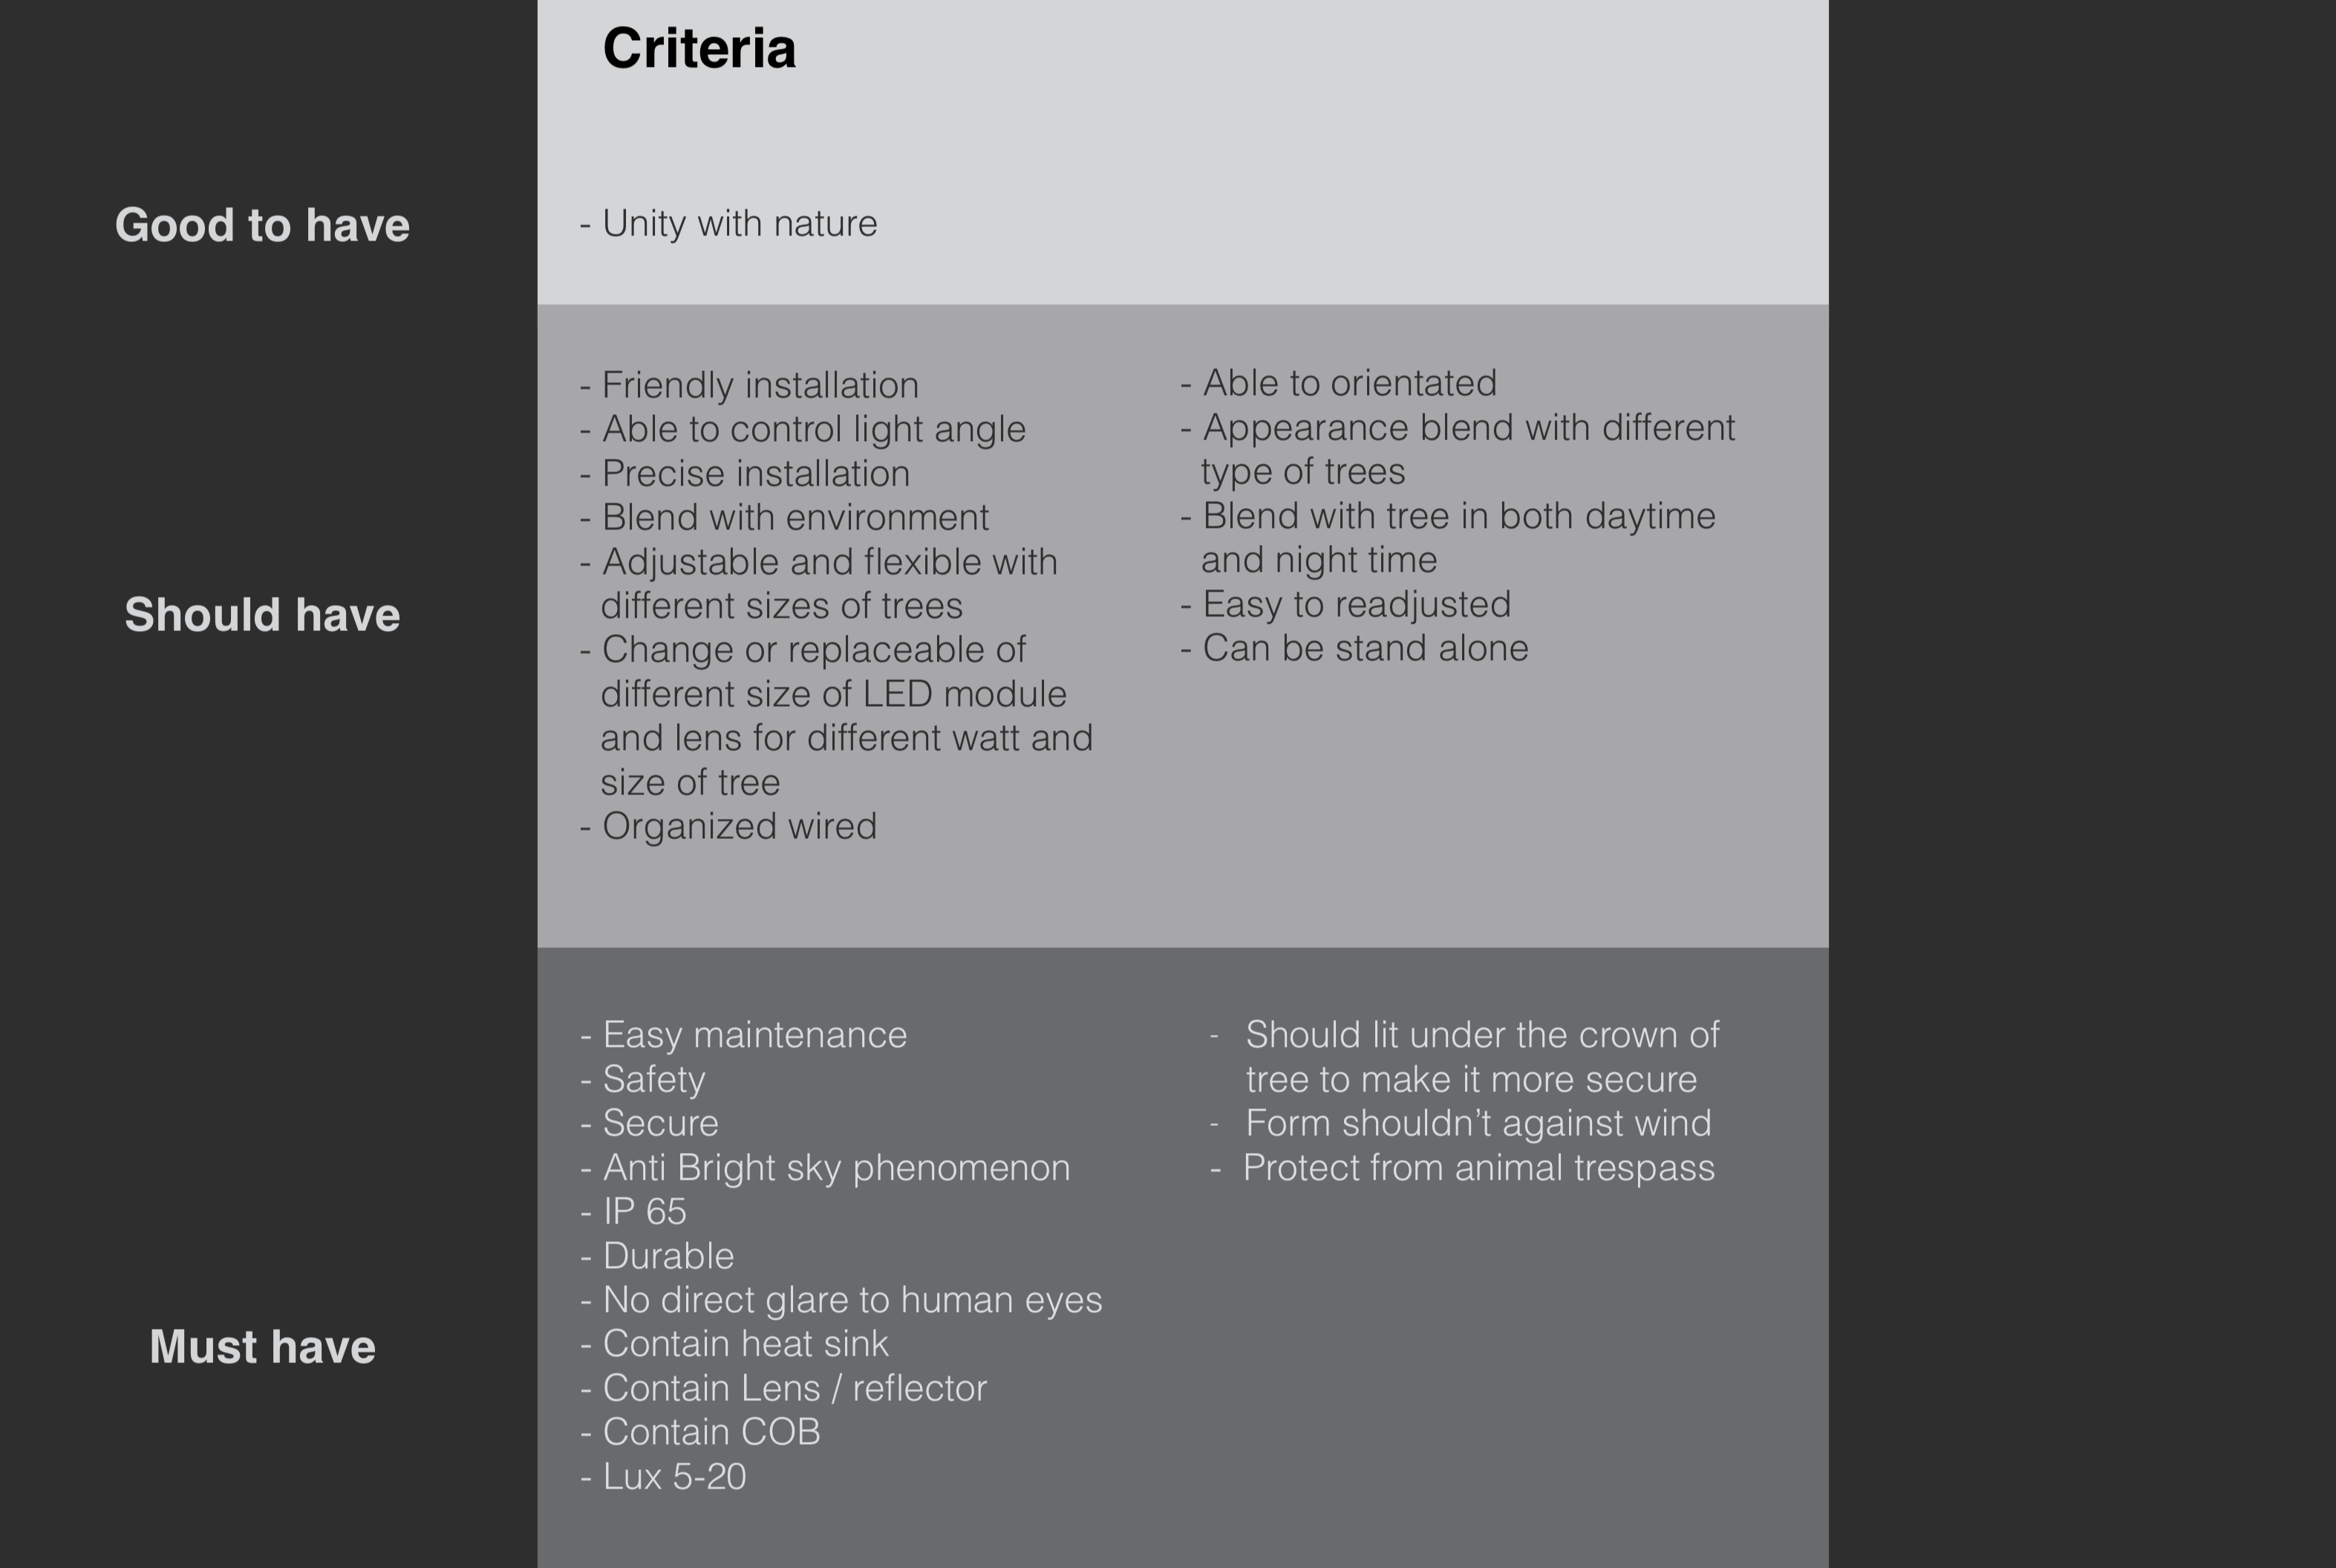 Criteria
Good to have
- Unity with nature
Should have
- Friendly installation
- Able to control light angle
- Precise installation
- Blend with environment
- Adjustable and flexible with
different sizes of trees
- Change or replaceable of
different size of LED module
and lens for different watt and
size of tree
- Organized wired
- Able to orientated
- Appearance blend with different
type of trees
- Blend with tree in both daytime
and night time
- Easy to readjusted
- Can be stand alone
Must have
- Easy maintenance
- Safety
- Secure
- Anti Bright sky phenomenon
- IP 65
- Durable
- No direct glare to human eyes
- Contain heat sink
- Contain Lens / reflector
- Contain COB
- Lux 5-20
- Should lit under the crown of
tree to make it more secure
- Form shouldn’t against wind
- Protect from animal trespass